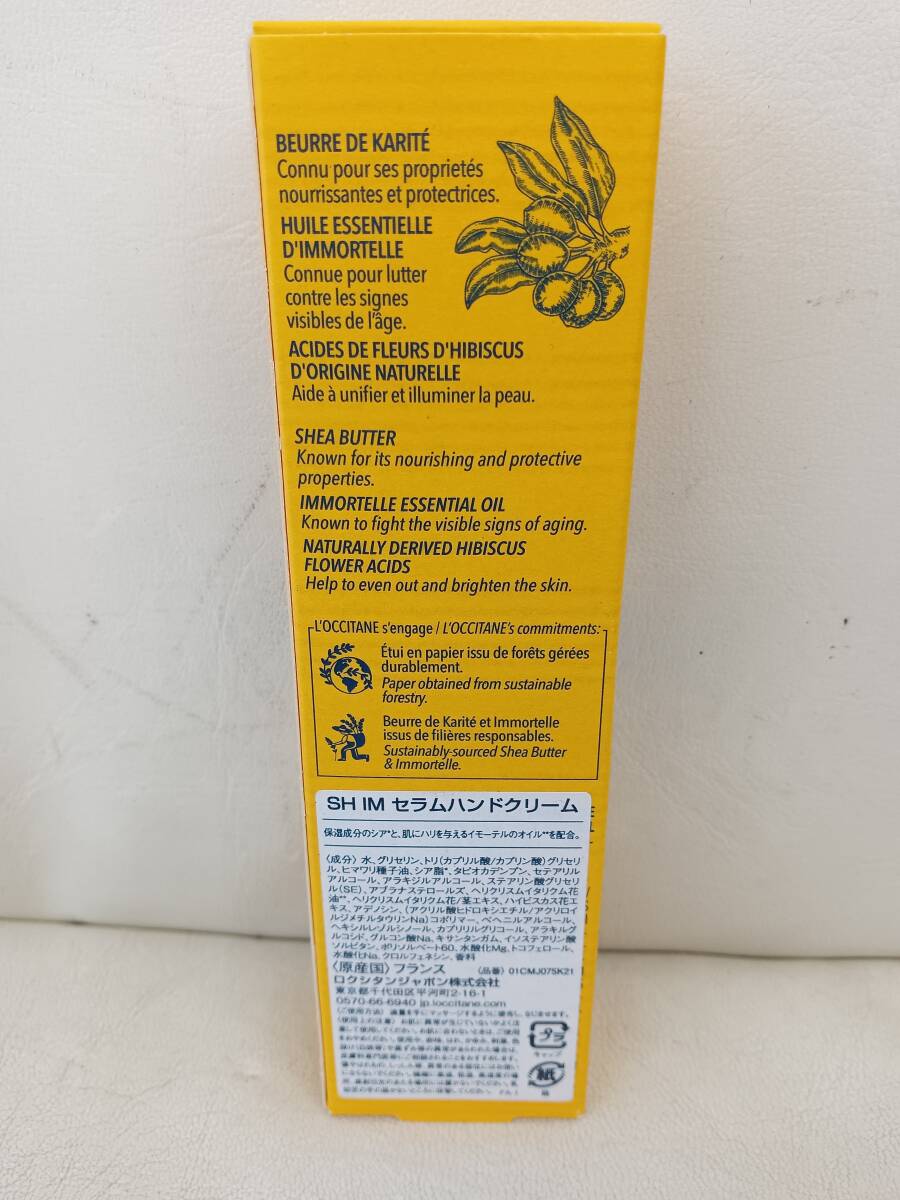 BEURRE DE KARITÉ
Connu pour ses proprietés
nourrissantes et protectrices.
HUILE ESSENTIELLE
D'IMMORTELLE
Connue pour lutter
contre les signes
visibles de l'âge.
ACIDES DE FLEURS D'HIBISCUS
D'ORIGINE NATURELLE
Aide à unifier et illuminer la peau.
SHEA BUTTER
Known for its nourishing and protective
properties.
IMMORTELLE ESSENTIAL OIL
Known to fight the visible signs of aging.
NATURALLY DERIVED HIBISCUS
FLOWER ACIDS
Help to even out and brighten the skin.
L'OCCITANE s'engage / L'OCCITANE's commitments:
Étui en papier issu de forêts gérées
durablement.
Paper obtained from sustainable
forestry.
Beurre de Karité et Immortelle
issus de filières responsables.
Sustainably-sourced Shea Butter
& Immortelle.
SH IM セラムハンドクリーム
保湿成分のシア*と、肌にハリを与えるイモーテルのオイル**を配合。
〈成分〉水、グリセリン、トリ(カプリル酸/カプリン酸)グリセリ
ル、ヒマワリ種子油、シア脂*、タピオカデンプン、セテアリル
アルコール、アラキジルアルコール、ステアリン酸グリセリ
ル(SE)、アブラナステロールズ、ヘリクリスムイタリクム花
油**、ヘリクリスムイタリクム花/茎エキス、ハイビスカス花エ
キス、アデノシン、(アクリル酸ヒドロキシエチル/アクリロイ
ルジメチルタウリンNa)コポリマー、ベヘニルアルコール、
ヘキシルレゾルシノール、カプリリルグリコール、アラキルグ
ルコシド、グルコン酸Na、キサンタンガム、イソステアリン酸
ソルビタン、ポリソルベート60、水酸化Mg、トコフェロール、
水酸化Na、クロルフェネシン、香料
〈原産国〉フランス 〈品番〉01CMJ075K21
ロクシタンジャポン株式会社
東京都千代田区平河町2-16-1
0570-66-6940 jp.loccitane.com
プラ
キャップ
紙
箱